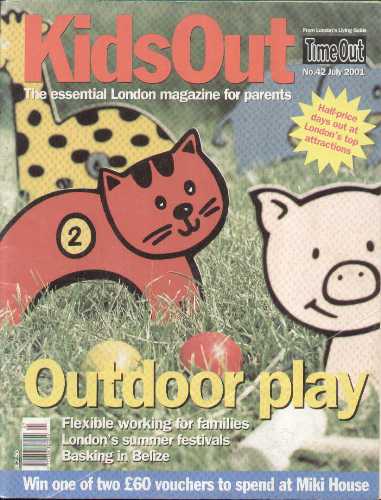 KidsOut
From London's Living Guide
Time Out
No.42 July 2001
The essential London magazine for parents
Half-price
days out at
London's top
attractions
2
Outdoor play
Flexible working for families
London's summer festivals
Basking in Belize
Win one of two £60 vouchers to spend at Miki House